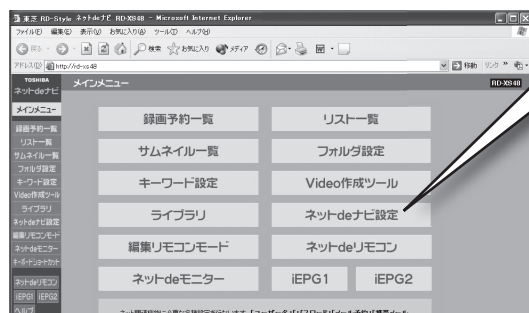 東芝 RD-Style ネットdeナビ RD-XS48 - Microsoft Internet Explorer
ファイル(F) 編集(E) 表示(V) お気に入り(A) ツール(T) ヘルプ(H)
戻る 検索 お気に入り メディア
アドレス(D) http://rd-xs48 移動 リンク »
TOSHIBA
ネットdeナビ
メインメニュー
RD-XS48
メインメニュー
録画予約一覧
リスト一覧
サムネイル一覧
フォルダ設定
キーワード設定
Video作成ツール
ライブラリ
ネットdeナビ設定
編集リモコンモード
ネットdeモニター
キーボードショートカット
ネットdeリモコン
iEPG1 iEPG2
ヘルプ
録画予約一覧 リスト一覧
サムネイル一覧 フォルダ設定
キーワード設定 Video作成ツール
ライブラリ ネットdeナビ設定
編集リモコンモード ネットdeリモコン
ネットdeモニター iEPG1 iEPG2